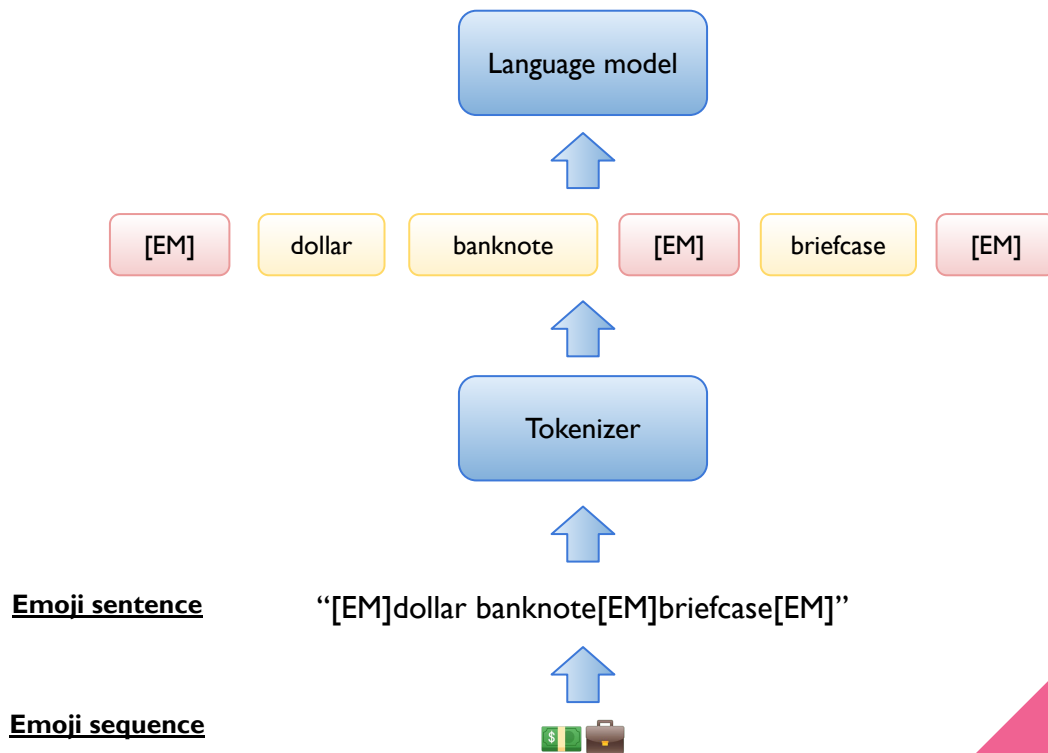 Language model
[EM] dollar banknote [EM] briefcase [EM]
Tokenizer
Emoji sentence “[EM]dollar banknote[EM]briefcase[EM]”
Emoji sequence 💵💼